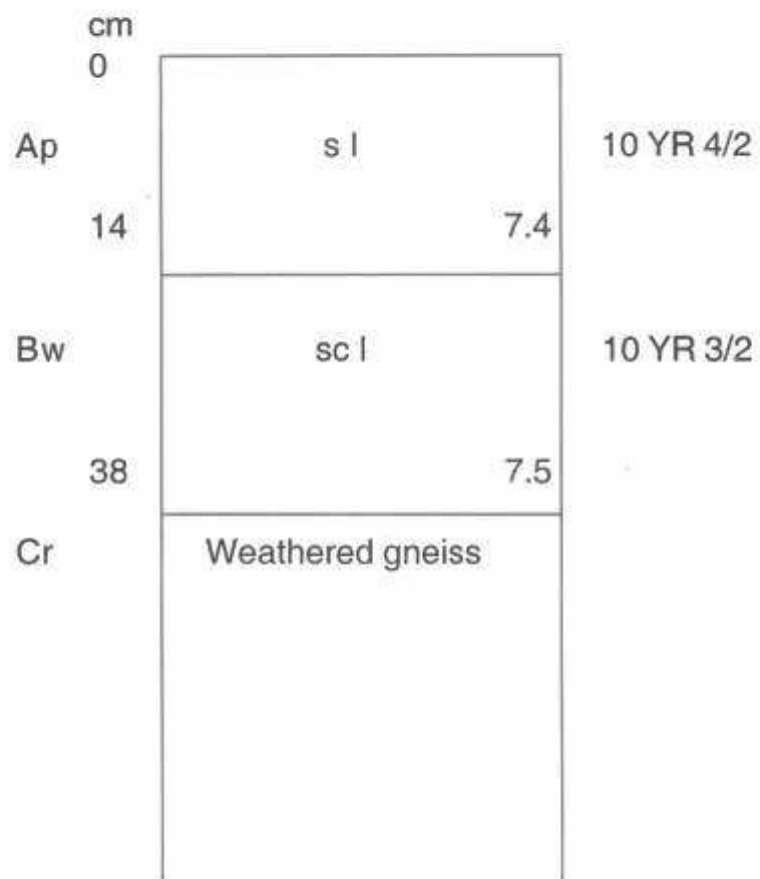 cm
0
Ap s l 10 YR 4/2
14 7.4
Bw sc l 10 YR 3/2
38 7.5
Cr Weathered gneiss